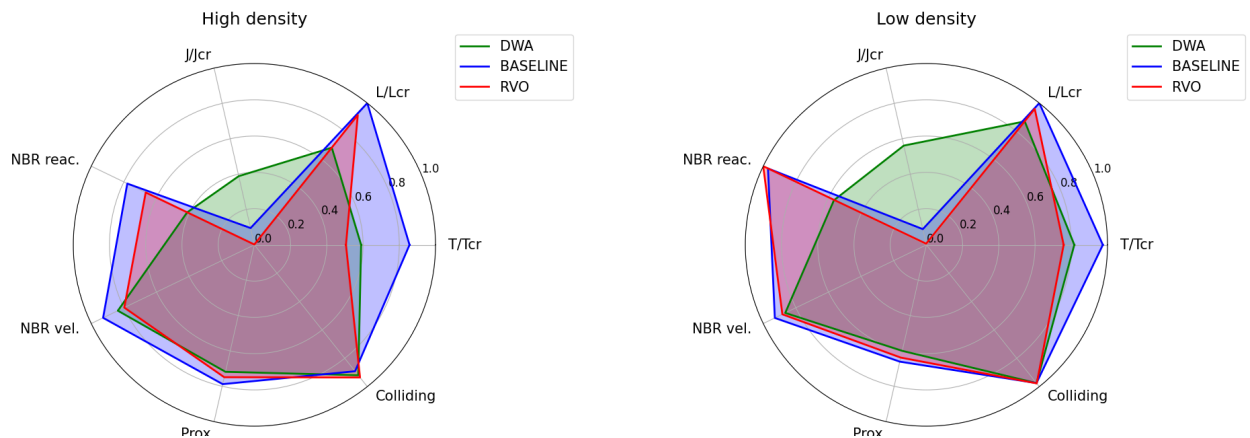 High density
DWA
BASELINE
RVO
J/Jcr
L/Lcr
NBR reac.
1.0
0.8
0.6
0.4
0.2
0.0
T/Tcr
NBR vel.
Colliding
Prox.
Low density
DWA
BASELINE
RVO
J/Jcr
L/Lcr
NBR reac.
1.0
0.8
0.6
0.4
0.2
0.0
T/Tcr
NBR vel.
Colliding
Prox.